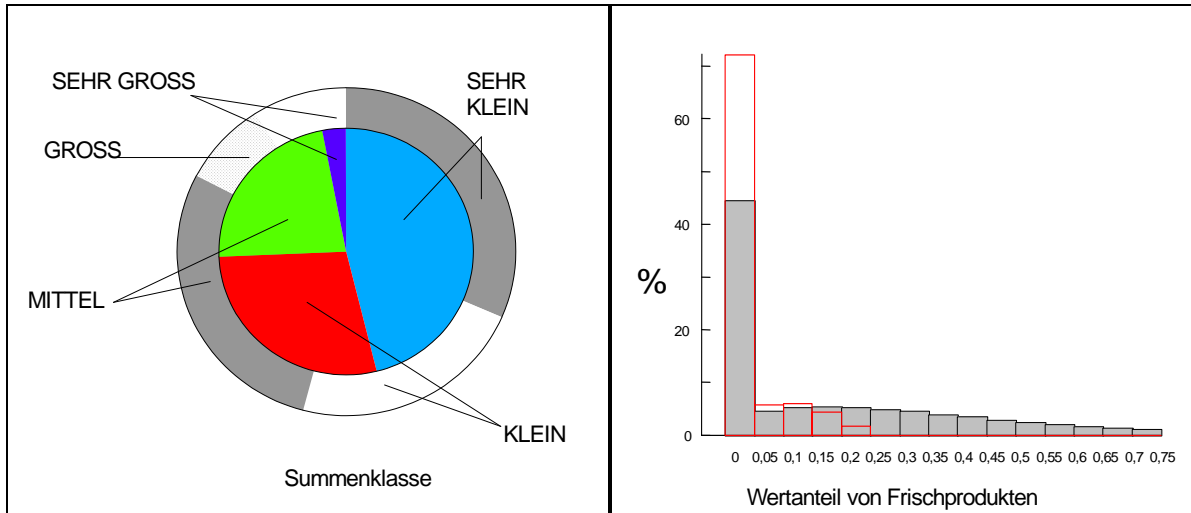 SEHR GROSS
SEHR
KLEIN
GROSS
MITTEL
KLEIN
Summenklasse
60
40
%
20
0
0 0,05 0,1 0,15 0,2 0,25 0,3 0,35 0,4 0,45 0,5 0,55 0,6 0,65 0,7 0,75
Wertanteil von Frischprodukten